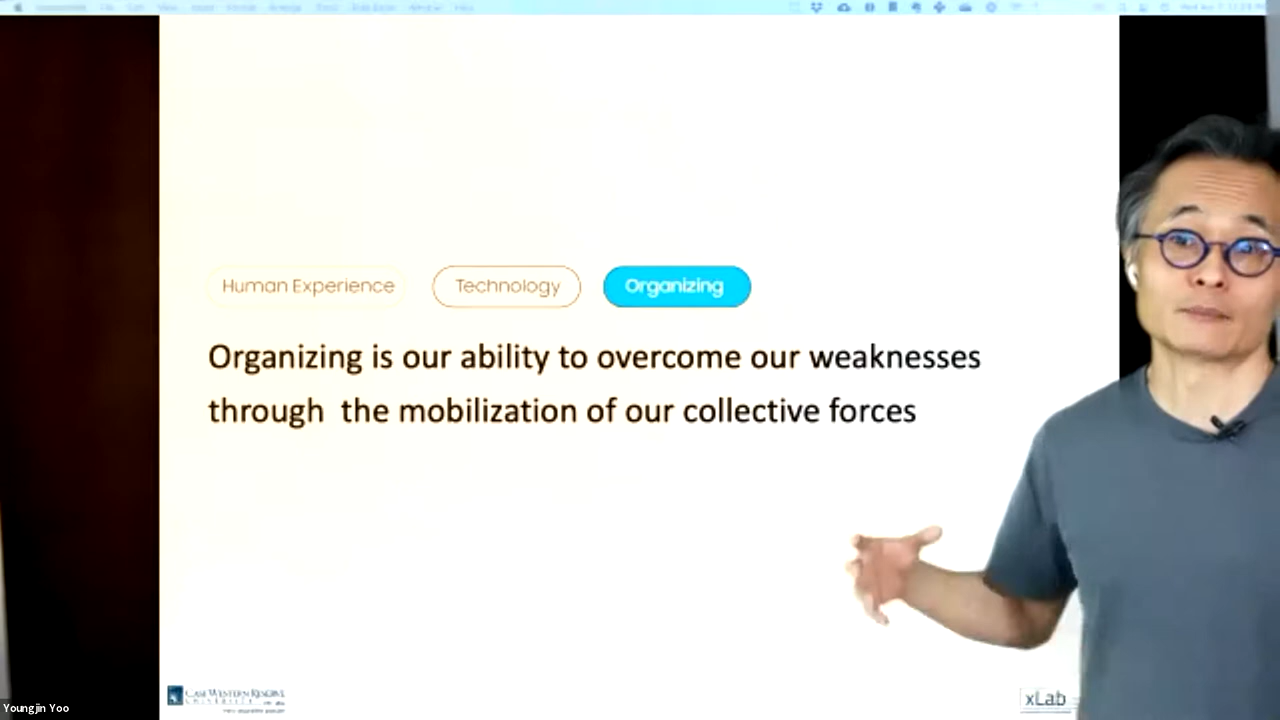 Human Experience
Technology
Organizing
Organizing is our ability to overcome our weaknesses
through the mobilization of our collective forces
CASE WESTERN RESERVE
UNIVERSITY
xLab
Youngjin Yoo